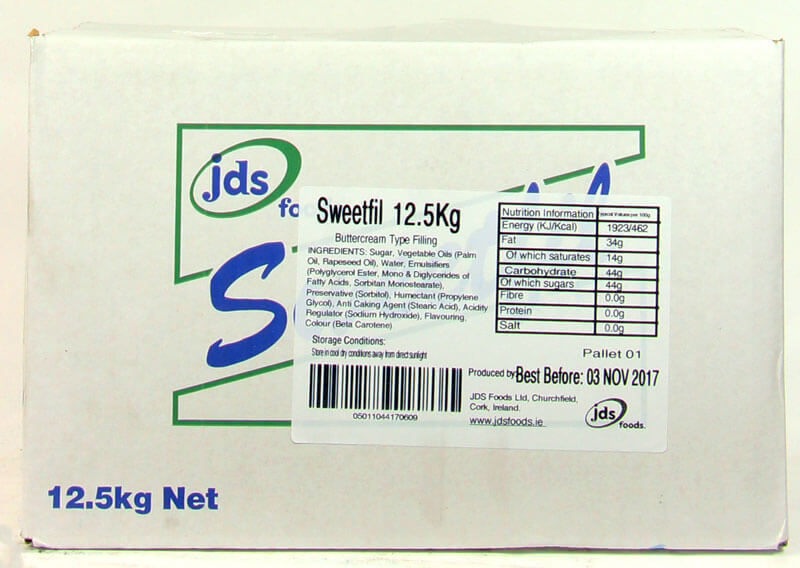 jds
fo
S
Sweetfil 12.5Kg
Buttercream Type Filling
INGREDIENTS: Sugar, Vegetable Oils (Palm
Oil, Rapeseed Oil), Water, Emulsifiers
(Polyglycerol Ester, Mono & Diglycerides of
Fatty Acids, Sorbitan Monostearate),
Preservative (Sorbitol), Humectant (Propylene
Glycol), Anti Caking Agent (Stearic Acid), Acidity
Regulator (Sodium Hydroxide), Flavouring,
Colour (Beta Carotene)
Storage Conditions:
Store in cool dry conditions away from direct sunlight
05011044170609
Nutrition Information Typical Values per 100g
Energy (KJ/Kcal) 1923/462
Fat 34g
Of which saturates 14g
Carbohydrate 44g
Of which sugars 44g
Fibre 0.0g
Protein 0.0g
Salt 0.0g
Pallet 01
Produced by: Best Before: 03 NOV 2017
JDS Foods Ltd, Churchfield,
Cork, Ireland.
www.jdsfoods.ie
jds
foods.
12.5kg Net